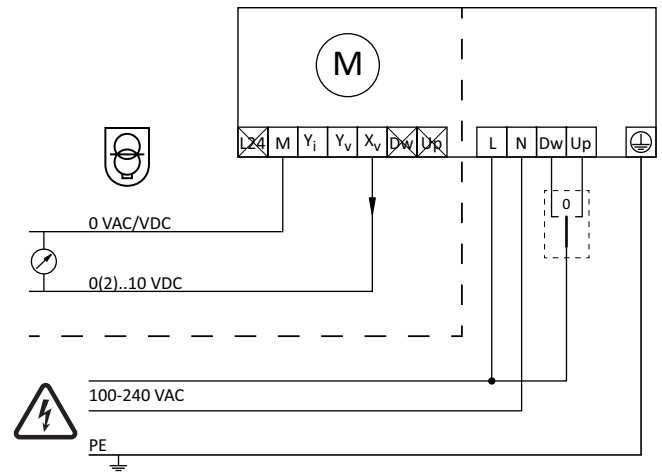 M
L24 M Yi Yv Xv Dw Up L N Dw Up
0
0 VAC/VDC
0(2)..10 VDC
100-240 VAC
PE